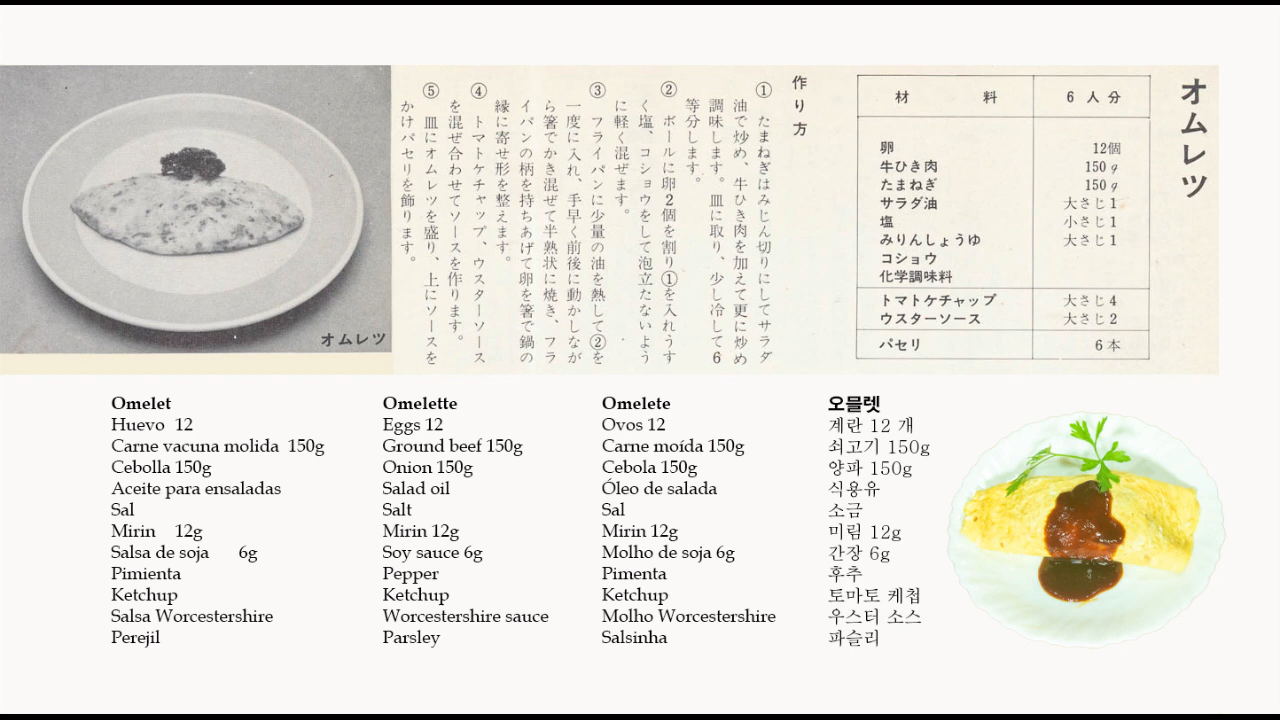 オムレツ
材料 6人分
卵 12個
牛ひき肉 150g
たまねぎ 150g
サラダ油 大さじ1
塩 小さじ1
みりんしょうゆ 大さじ1
コショウ
化学調味料
トマトケチャップ 大さじ4
ウスターソース 大さじ2
パセリ 6本
作り方
① たまねぎはみじん切りにしてサラダ
油で炒め、牛ひき肉を加えて更に炒め
調味します。皿に取り、少し冷して6
等分します。
② ボールに卵2個を割り①を入れうす
く塩、コショウをして泡立たないよう
に軽く混ぜます。
③ フライパンに少量の油を熱して②を
一度に入れ、手早く前後に動かしなが
ら箸でかき混ぜて半熟状に焼き、フラ
イパンの柄を持ちあげて卵を箸で鍋の
縁に寄せ形を整えます。
④ トマトケチャップ、ウスターソース
を混ぜ合わせてソースを作ります。
⑤ 皿にオムレツを盛り、上にソースを
かけパセリを飾ります。
オムレツ
Omelet
Huevo 12
Carne vacuna molida 150g
Cebolla 150g
Aceite para ensaladas
Sal
Mirin 12g
Salsa de soja 6g
Pimienta
Ketchup
Salsa Worcestershire
Perejil
Omelette
Eggs 12
Ground beef 150g
Onion 150g
Salad oil
Salt
Mirin 12g
Soy sauce 6g
Pepper
Ketchup
Worcestershire sauce
Parsley
Omelete
Ovos 12
Carne moída 150g
Cebola 150g
Óleo de salada
Sal
Mirin 12g
Molho de soja 6g
Pimenta
Ketchup
Molho Worcestershire
Salsinha
오믈렛
계란 12 개
쇠고기 150g
양파 150g
식용유
소금
미림 12g
간장 6g
후추
토마토 케첩
우스터 소스
파슬리